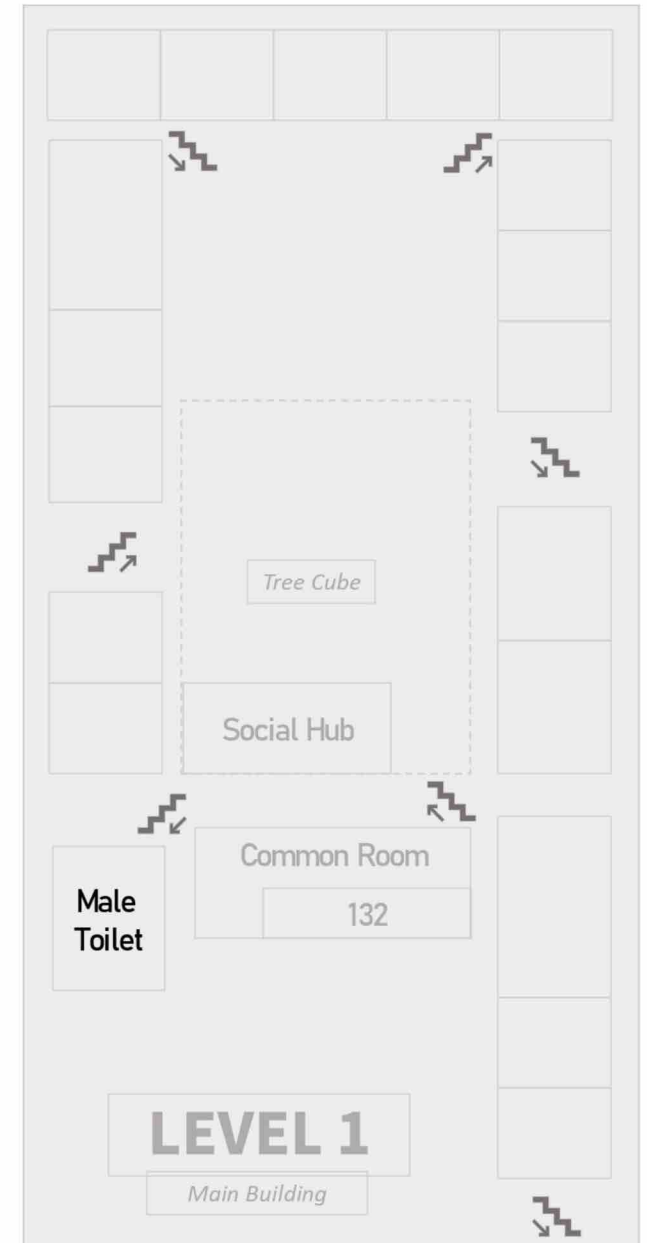 Tree Cube
Social Hub
Common Room
132
Male
Toilet
LEVEL 1
Main Building